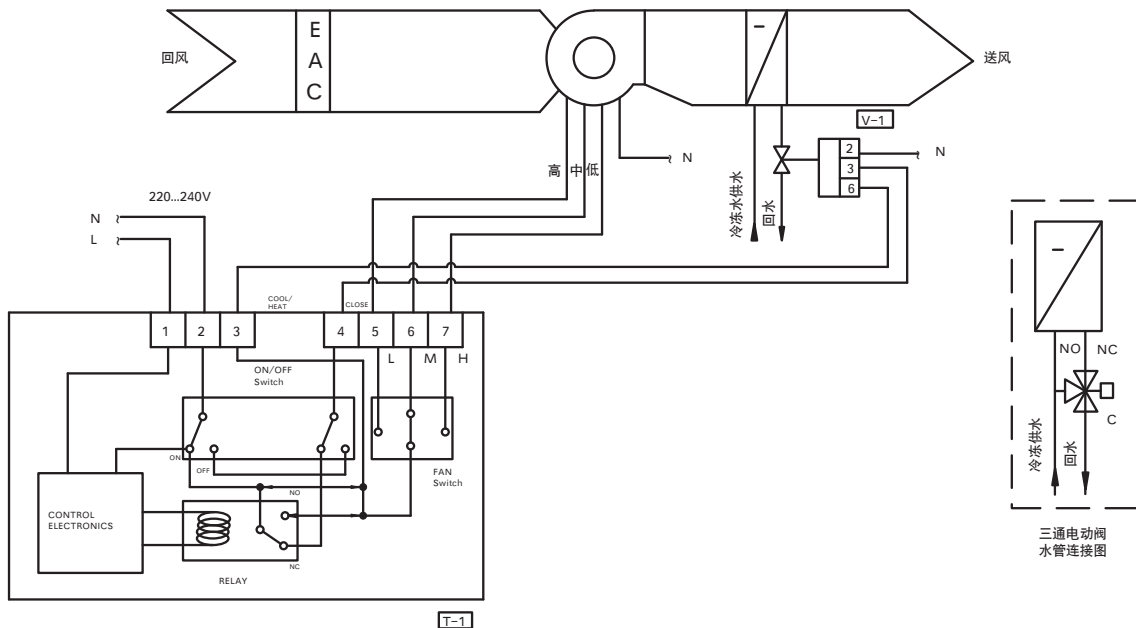 回风
E
A
C
送风
V-1
高 中 低
N
2
3
6
N
冷冻水供水
回水
220...240V
N
L
COOL/
HEAT
CLOSE
1
2
3
4
5
6
7
L
M
H
ON/OFF
Switch
ON
OFF
FAN
Switch
NO
CONTROL
ELECTRONICS
NC
RELAY
T-1
NO
NC
C
冷冻供水
回水
三通电动阀
水管连接图